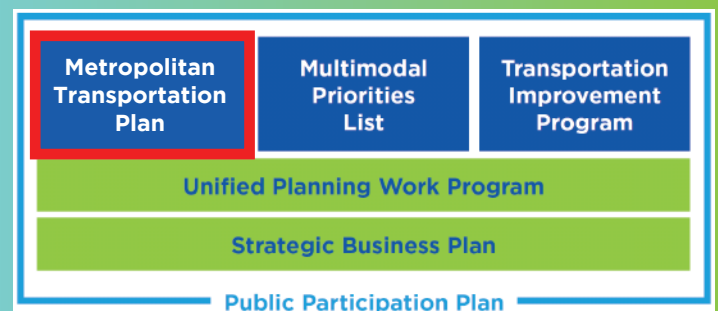 Metropolitan
Transportation
Plan
Multimodal
Priorities
List
Transportation
Improvement
Program
Unified Planning Work Program
Strategic Business Plan
Public Participation Plan